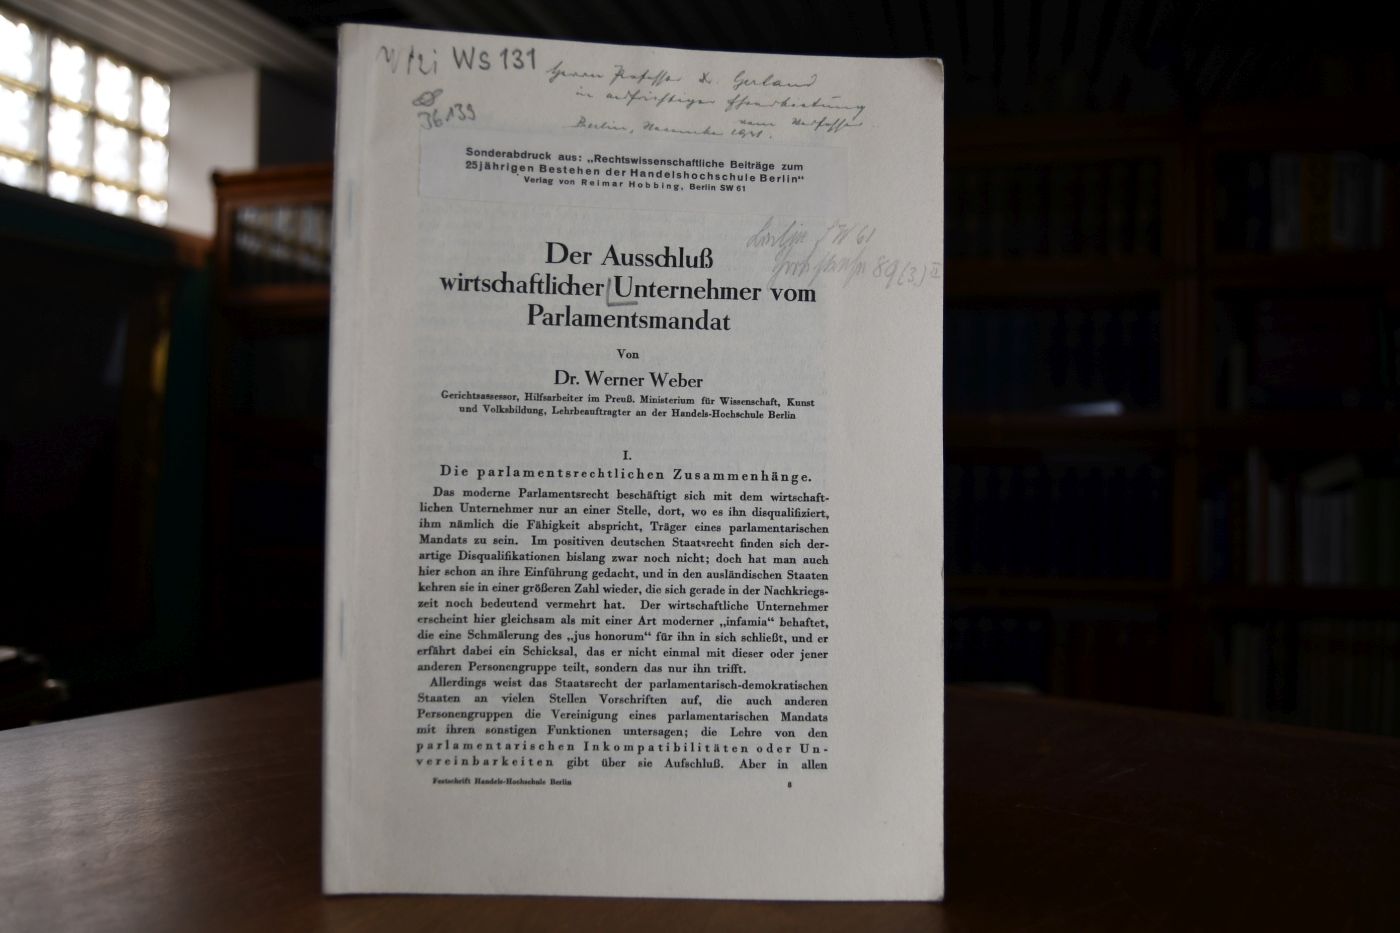 Ws 131
36.139
Herrn Professor Dr. Gerland
in aufrichtiger Ehrerbietung
vom Verfasser.
Berlin, November 1931.
Sonderabdruck aus: „Rechtswissenschaftliche Beiträge zum
25jährigen Bestehen der Handelshochschule Berlin“
Verlag von Reimar Hobbing, Berlin SW 61
Berlin SW 61
89 (3.) II
Der Ausschluß
wirtschaftlicher Unternehmer vom
Parlamentsmandat
Von
Dr. Werner Weber
Gerichtsassessor, Hilfsarbeiter im Preuß. Ministerium für Wissenschaft, Kunst
und Volksbildung, Lehrbeauftragter an der Handels-Hochschule Berlin
I.
Die parlamentsrechtlichen Zusammenhänge.
Das moderne Parlamentsrecht beschäftigt sich mit dem wirtschaft-
lichen Unternehmer nur an einer Stelle, dort, wo es ihn disqualifiziert,
ihm nämlich die Fähigkeit abspricht, Träger eines parlamentarischen
Mandats zu sein. Im positiven deutschen Staatsrecht finden sich der-
artige Disqualifikationen bislang zwar noch nicht; doch hat man auch
hier schon an ihre Einführung gedacht, und in den ausländischen Staaten
kehren sie in einer größeren Zahl wieder, die sich gerade in der Nachkriegs-
zeit noch bedeutend vermehrt hat. Der wirtschaftliche Unternehmer
erscheint hier gleichsam als mit einer Art moderner „infamia“ behaftet,
die eine Schmälerung des „jus honorum“ für ihn in sich schließt, und er
erfährt dabei ein Schicksal, das er nicht einmal mit dieser oder jener
anderen Personengruppe teilt, sondern das nur ihn trifft.
Allerdings weist das Staatsrecht der parlamentarisch-demokratischen
Staaten an vielen Stellen Vorschriften auf, die auch anderen
Personengruppen die Vereinigung eines parlamentarischen Mandats
mit ihren sonstigen Funktionen untersagen; die Lehre von den
parlamentarischen Inkompatibilitäten oder Un-
vereinbarkeiten gibt über sie Aufschluß. Aber in allen
Festschrift Handels-Hochschule Berlin 8